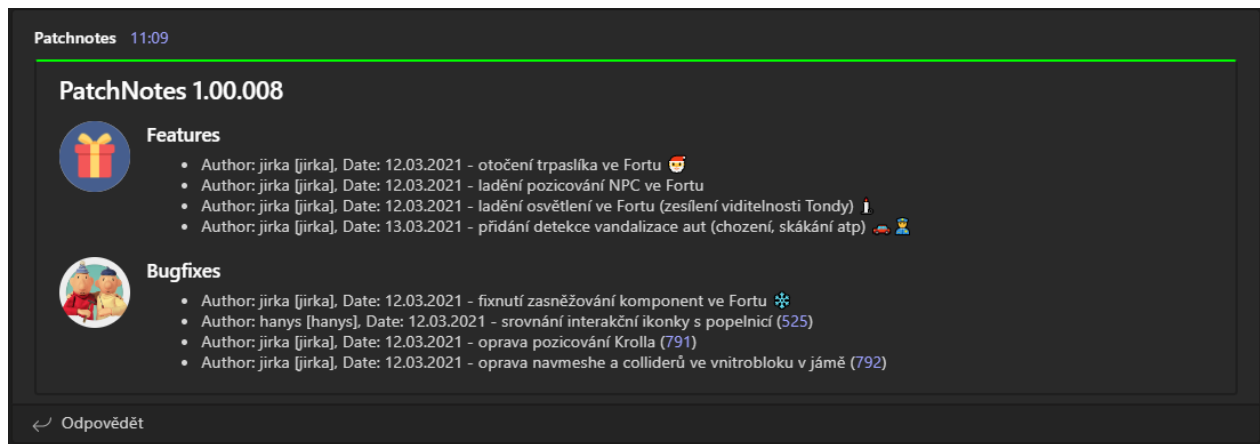 Patchnotes 11:09
PatchNotes 1.00.008
Features
• Author: jirka [jirka], Date: 12.03.2021 - otočení trpaslíka ve Fortu 🎅
• Author: jirka [jirka], Date: 12.03.2021 - ladění pozicování NPC ve Fortu
• Author: jirka [jirka], Date: 12.03.2021 - ladění osvětlení ve Fortu (zesílení viditelnosti Tondy) 🕯️
• Author: jirka [jirka], Date: 13.03.2021 - přidání detekce vandalizace aut (chození, skákání atp) 🚗 👮
Bugfixes
• Author: jirka [jirka], Date: 12.03.2021 - fixnutí zasněžování komponent ve Fortu ❄️
• Author: hanys [hanys], Date: 12.03.2021 - srovnání interakční ikonky s popelnicí (525)
• Author: jirka [jirka], Date: 12.03.2021 - oprava pozicování Krolla (791)
• Author: jirka [jirka], Date: 12.03.2021 - oprava navmeshe a colliderů ve vnitrobloku v jámě (792)
Odpovědět